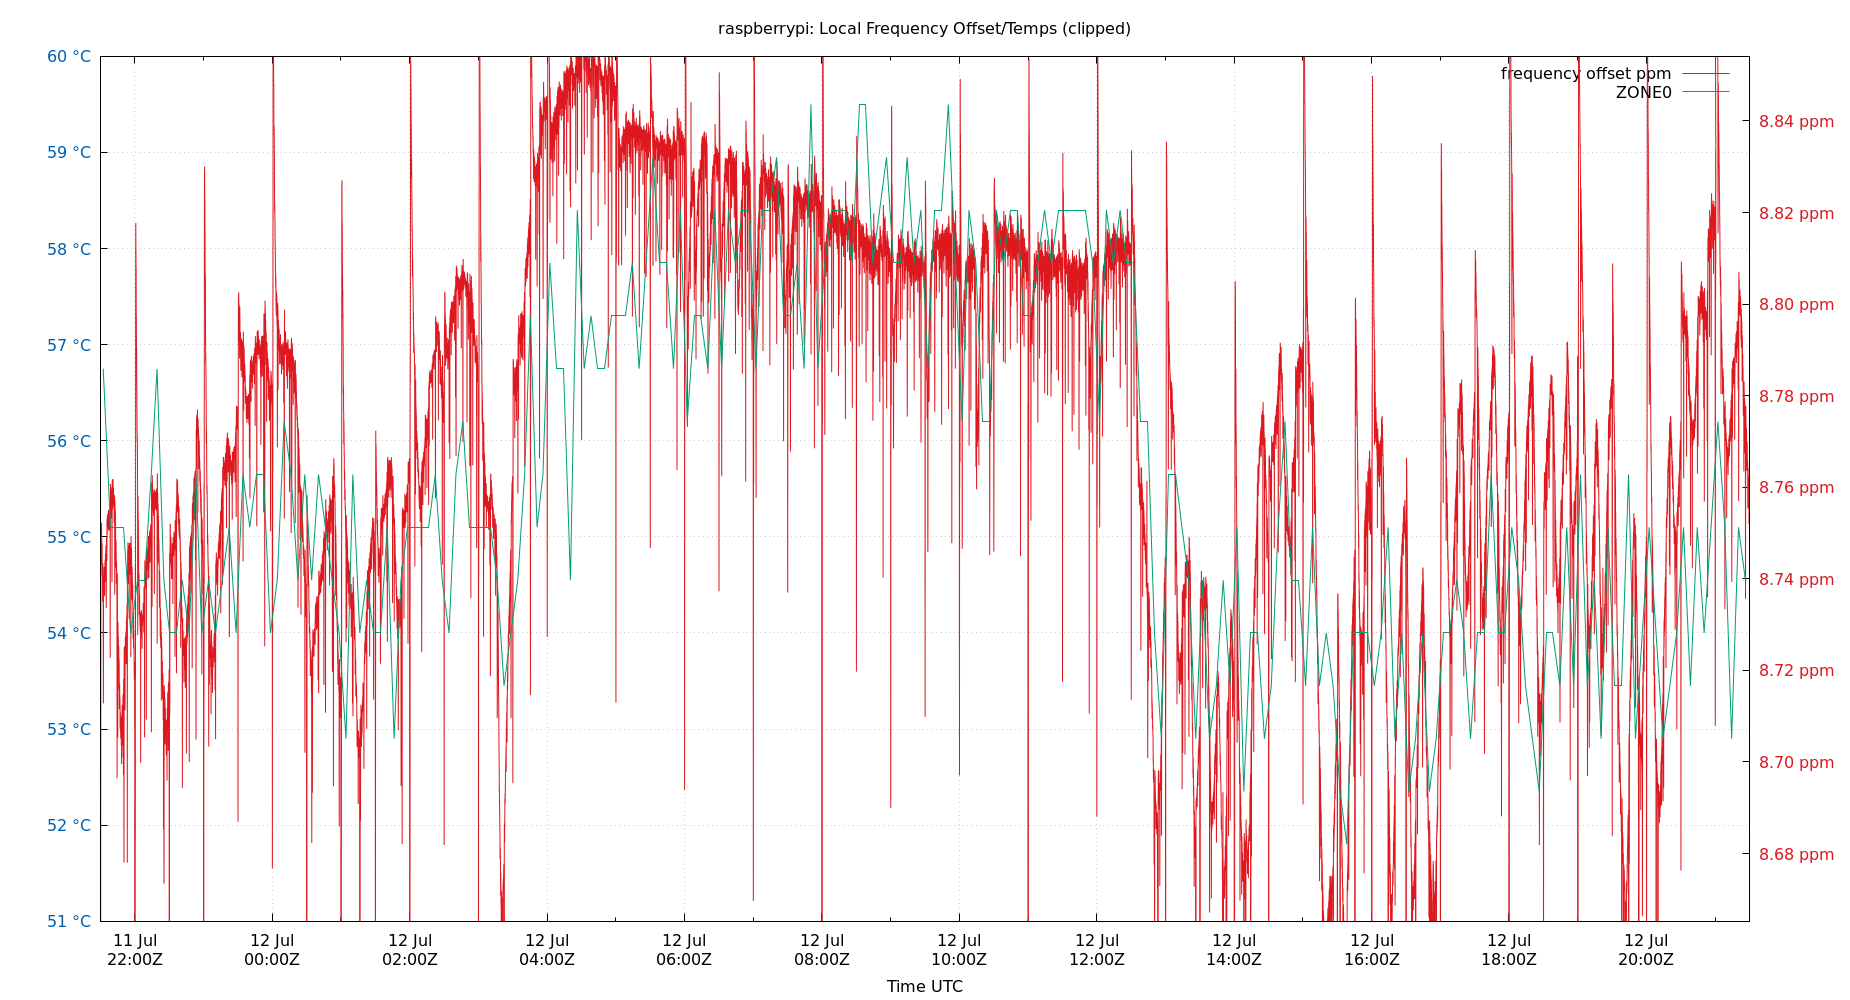 raspberrypi: Local Frequency Offset/Temps (clipped)
frequency offset ppm
ZONE0
60 °C
59 °C
58 °C
57 °C
56 °C
55 °C
54 °C
53 °C
52 °C
51 °C
8.84 ppm
8.82 ppm
8.80 ppm
8.78 ppm
8.76 ppm
8.74 ppm
8.72 ppm
8.70 ppm
8.68 ppm
11 Jul 12 Jul 12 Jul 12 Jul 12 Jul 12 Jul 12 Jul 12 Jul 12 Jul 12 Jul 12 Jul 12 Jul
22:00Z 00:00Z 02:00Z 04:00Z 06:00Z 08:00Z 10:00Z 12:00Z 14:00Z 16:00Z 18:00Z 20:00Z
Time UTC